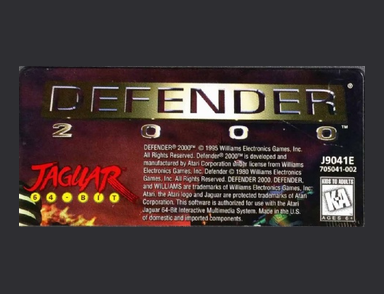 DEFENDER®
2000™
DEFENDER® 2000™ © 1995 Williams Electronics Games, Inc.
All Rights Reserved. Defender® 2000™ is developed and
manufactured by Atari Corporation under license from Williams
Electronics Games, Inc. Defender © 1980 Williams Electronics
Games, Inc. All Rights Reserved. DEFENDER 2000, DEFENDER,
and WILLIAMS are trademarks of Williams Electronics Games, Inc.
Atari, the Atari logo and Jaguar are protected trademarks of Atari
Corporation. This software is authorized for use with the Atari
Jaguar 64-Bit Interactive Multimedia System. Made in the U.S.
of domestic and imported components.
JAGUAR
64-BIT
J9041E
705041-002
KIDS TO ADULTS
K-A
AGES 6+